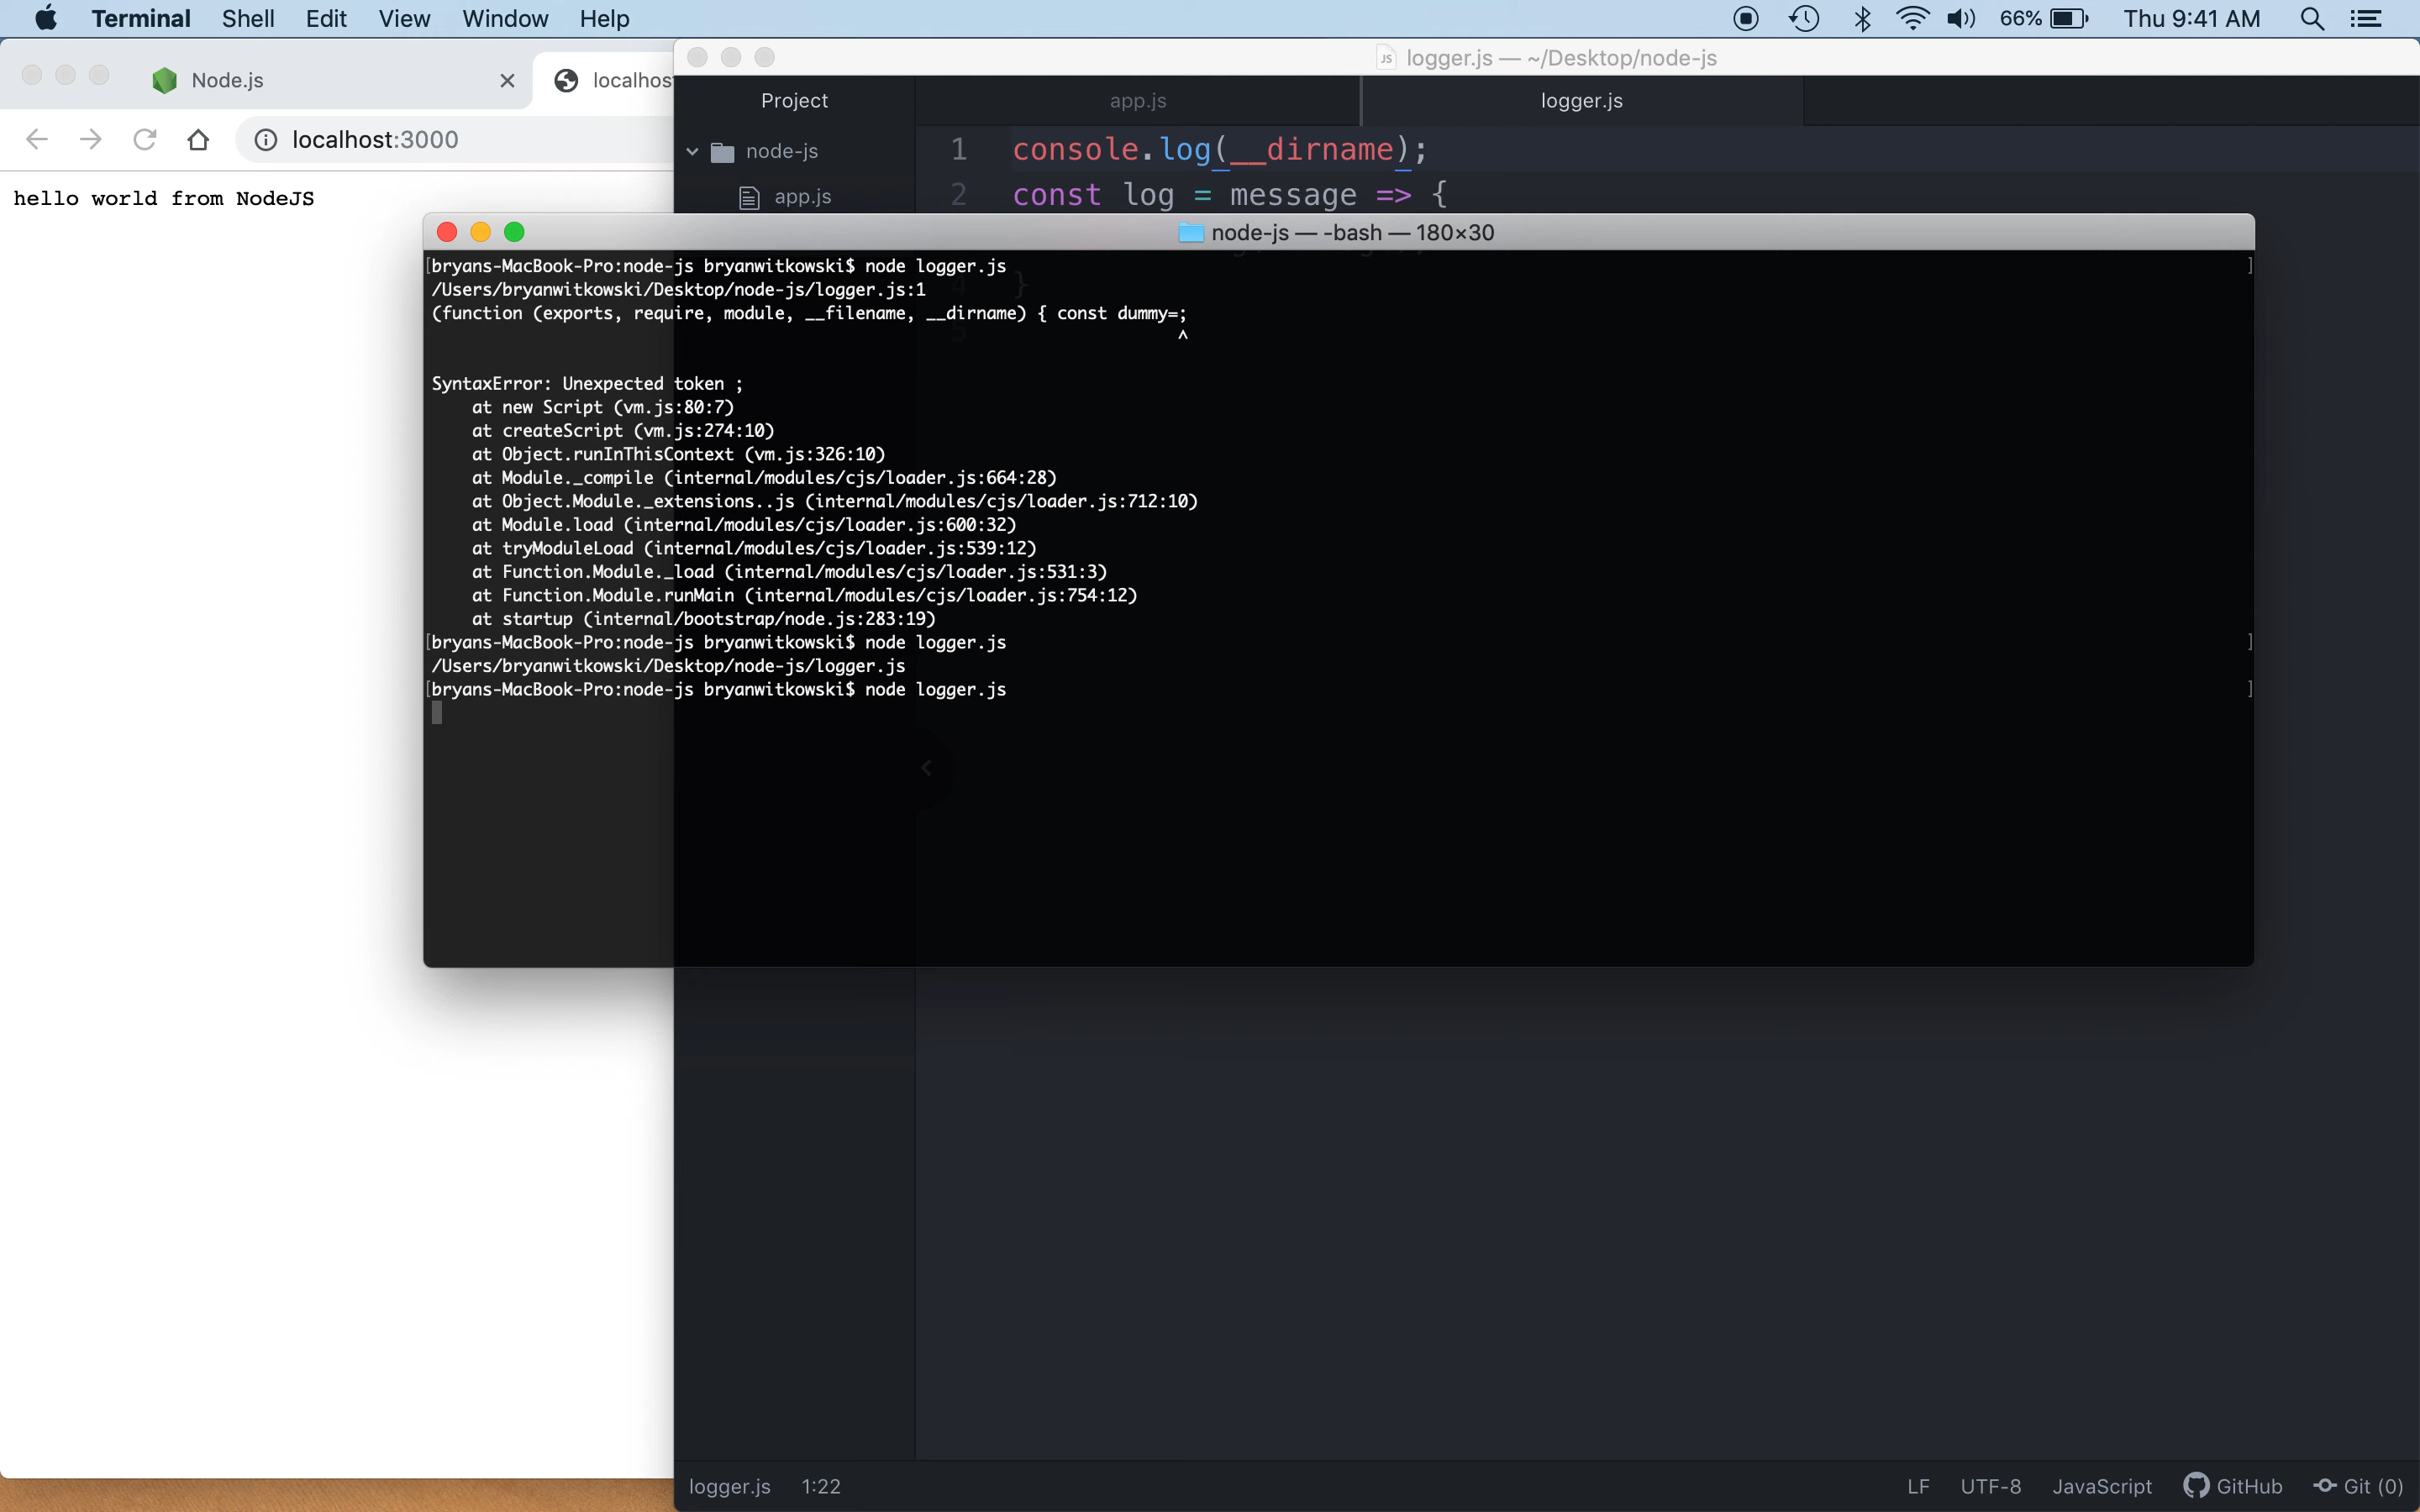 Terminal Shell Edit View Window Help 66% Thu 9:41 AM
Node.js
localhos
localhost:3000
hello world from NodeJS
logger.js — ~/Desktop/node-js
Project
app.js
logger.js
node-js
app.js
1 console.log(__dirname);
2 const log = message => {
4 }
5
node-js — -bash — 180×30
[bryans-MacBook-Pro:node-js bryanwitkowski$ node logger.js ]
/Users/bryanwitkowski/Desktop/node-js/logger.js:1
(function (exports, require, module, __filename, __dirname) { const dummy=;
^
SyntaxError: Unexpected token ;
at new Script (vm.js:80:7)
at createScript (vm.js:274:10)
at Object.runInThisContext (vm.js:326:10)
at Module._compile (internal/modules/cjs/loader.js:664:28)
at Object.Module._extensions..js (internal/modules/cjs/loader.js:712:10)
at Module.load (internal/modules/cjs/loader.js:600:32)
at tryModuleLoad (internal/modules/cjs/loader.js:539:12)
at Function.Module._load (internal/modules/cjs/loader.js:531:3)
at Function.Module.runMain (internal/modules/cjs/loader.js:754:12)
at startup (internal/bootstrap/node.js:283:19)
[bryans-MacBook-Pro:node-js bryanwitkowski$ node logger.js ]
/Users/bryanwitkowski/Desktop/node-js/logger.js
[bryans-MacBook-Pro:node-js bryanwitkowski$ node logger.js ]
logger.js 1:22 LF UTF-8 JavaScript GitHub Git (0)